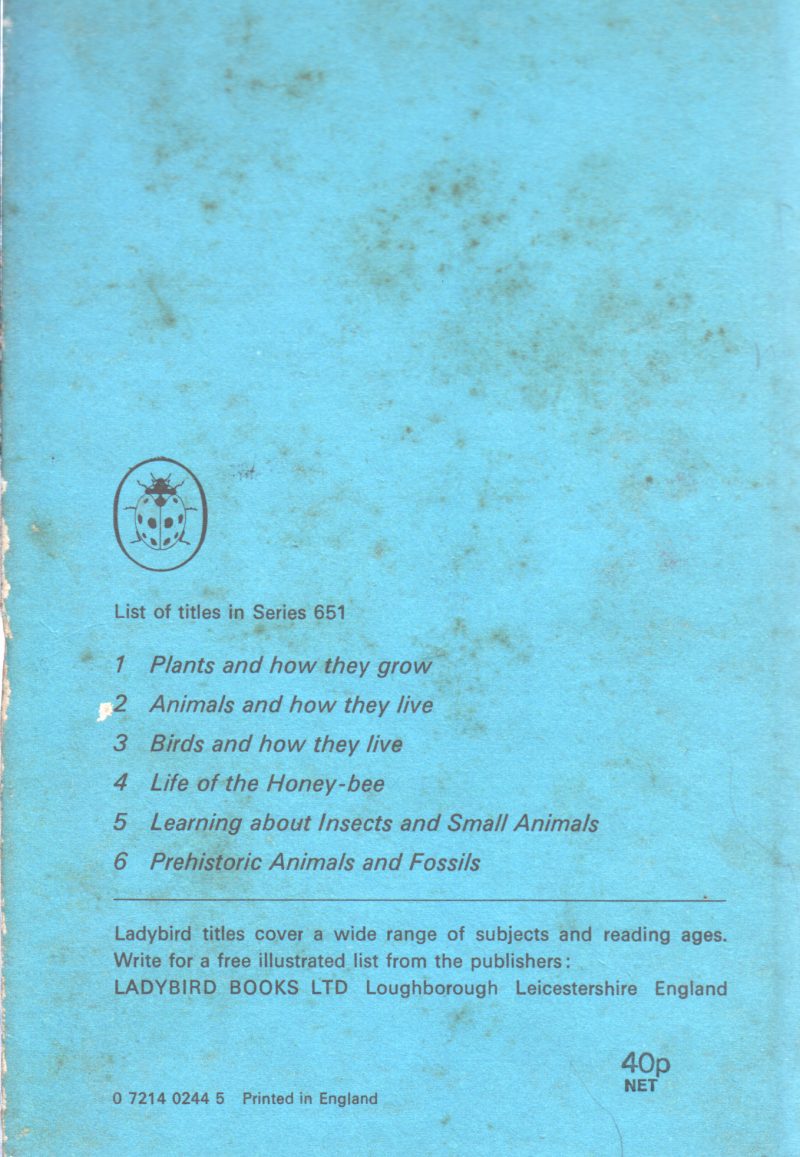 List of titles in Series 651
1 Plants and how they grow
2 Animals and how they live
3 Birds and how they live
4 Life of the Honey-bee
5 Learning about Insects and Small Animals
6 Prehistoric Animals and Fossils
Ladybird titles cover a wide range of subjects and reading ages.
Write for a free illustrated list from the publishers:
LADYBIRD BOOKS LTD Loughborough Leicestershire England
40p
NET
0 7214 0244 5 Printed in England